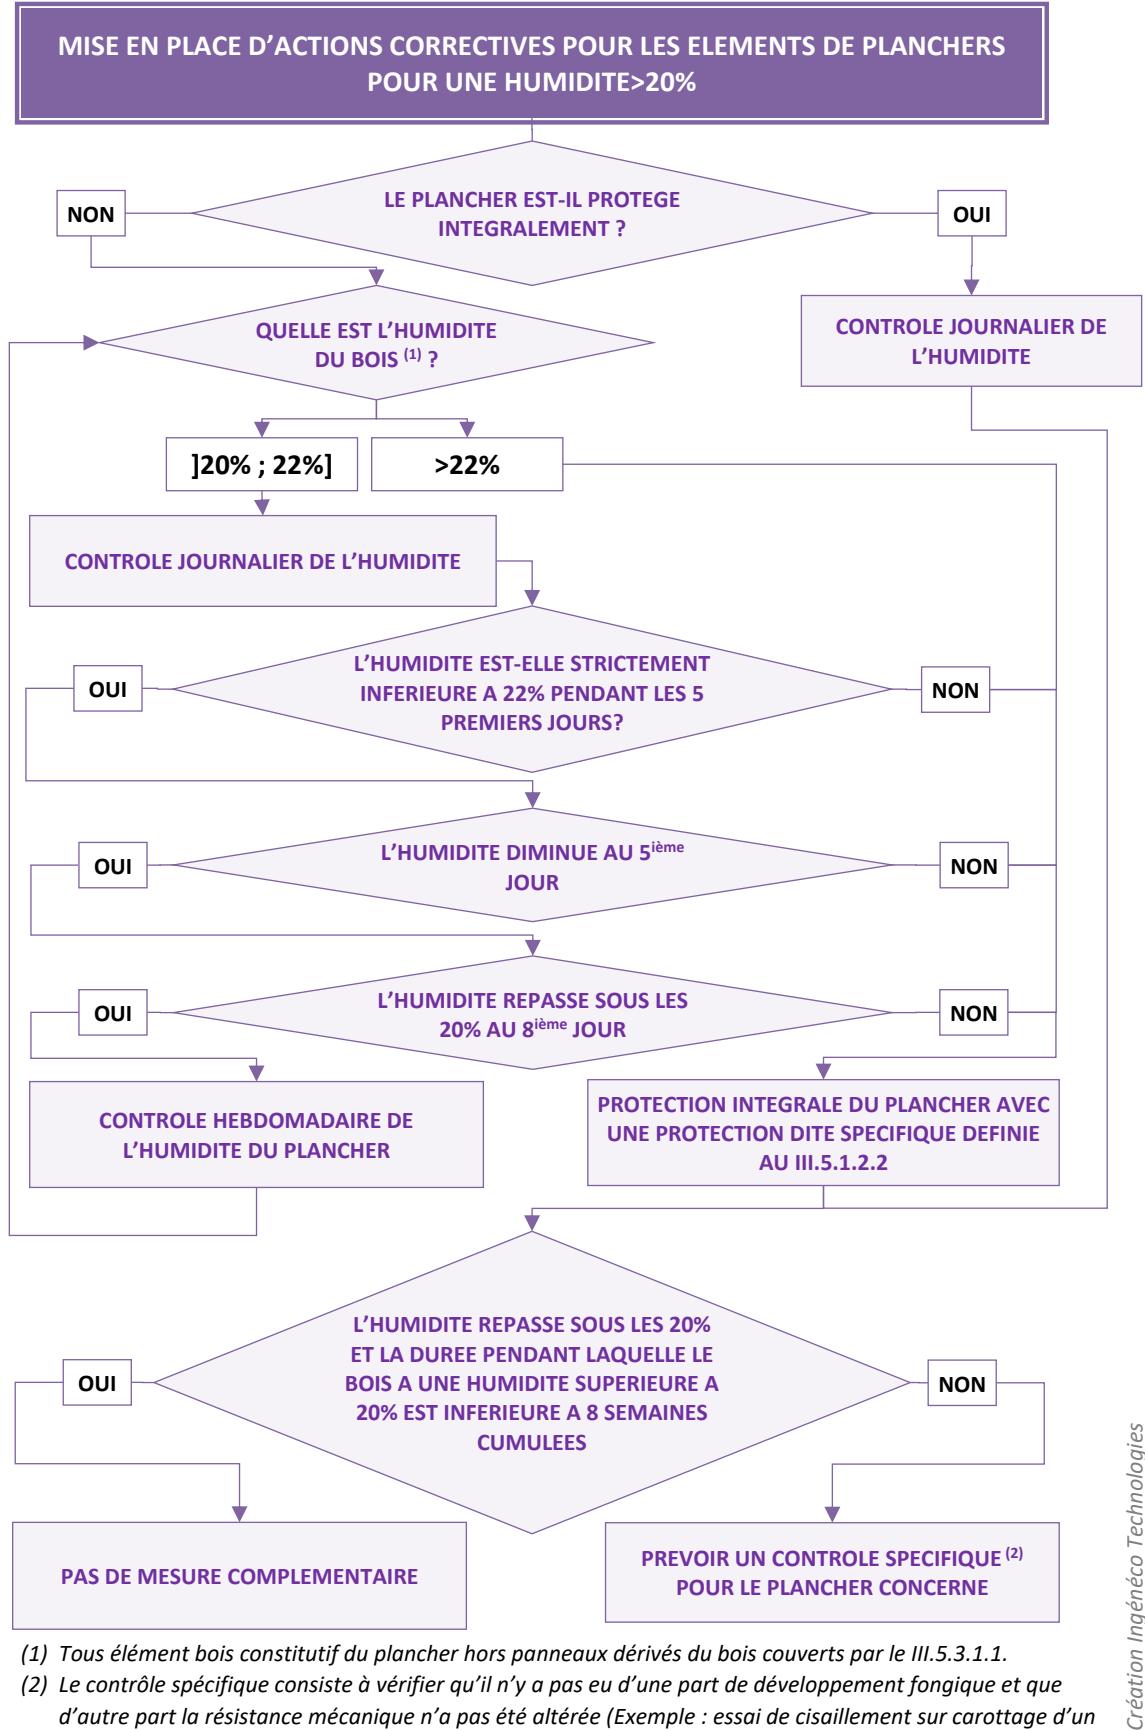 MISE EN PLACE D’ACTIONS CORRECTIVES POUR LES ELEMENTS DE PLANCHERS
POUR UNE HUMIDITE>20%
LE PLANCHER EST-IL PROTEGE
INTEGRALEMENT ?
NON
OUI
QUELLE EST L’HUMIDITE
DU BOIS (1) ?
CONTROLE JOURNALIER DE
L’HUMIDITE
]20% ; 22%]
>22%
CONTROLE JOURNALIER DE L’HUMIDITE
L’HUMIDITE EST-ELLE STRICTEMENT
INFERIEURE A 22% PENDANT LES 5
PREMIERS JOURS?
OUI
NON
L’HUMIDITE DIMINUE AU 5ième
JOUR
OUI
NON
L’HUMIDITE REPASSE SOUS LES
20% AU 8ième JOUR
OUI
NON
CONTROLE HEBDOMADAIRE DE
L’HUMIDITE DU PLANCHER
PROTECTION INTEGRALE DU PLANCHER AVEC
UNE PROTECTION DITE SPECIFIQUE DEFINIE
AU III.5.1.2.2
L’HUMIDITE REPASSE SOUS LES 20%
ET LA DUREE PENDANT LAQUELLE LE
BOIS A UNE HUMIDITE SUPERIEURE A
20% EST INFERIEURE A 8 SEMAINES
CUMULEES
OUI
NON
PAS DE MESURE COMPLEMENTAIRE
PREVOIR UN CONTROLE SPECIFIQUE (2)
POUR LE PLANCHER CONCERNE
(1) Tous élément bois constitutif du plancher hors panneaux dérivés du bois couverts par le III.5.3.1.1.
(2) Le contrôle spécifique consiste à vérifier qu’il n’y a pas eu d’une part de développement fongique et que
d’autre part la résistance mécanique n’a pas été altérée (Exemple : essai de cisaillement sur carottage d’un
Création Ingénéco Technologies